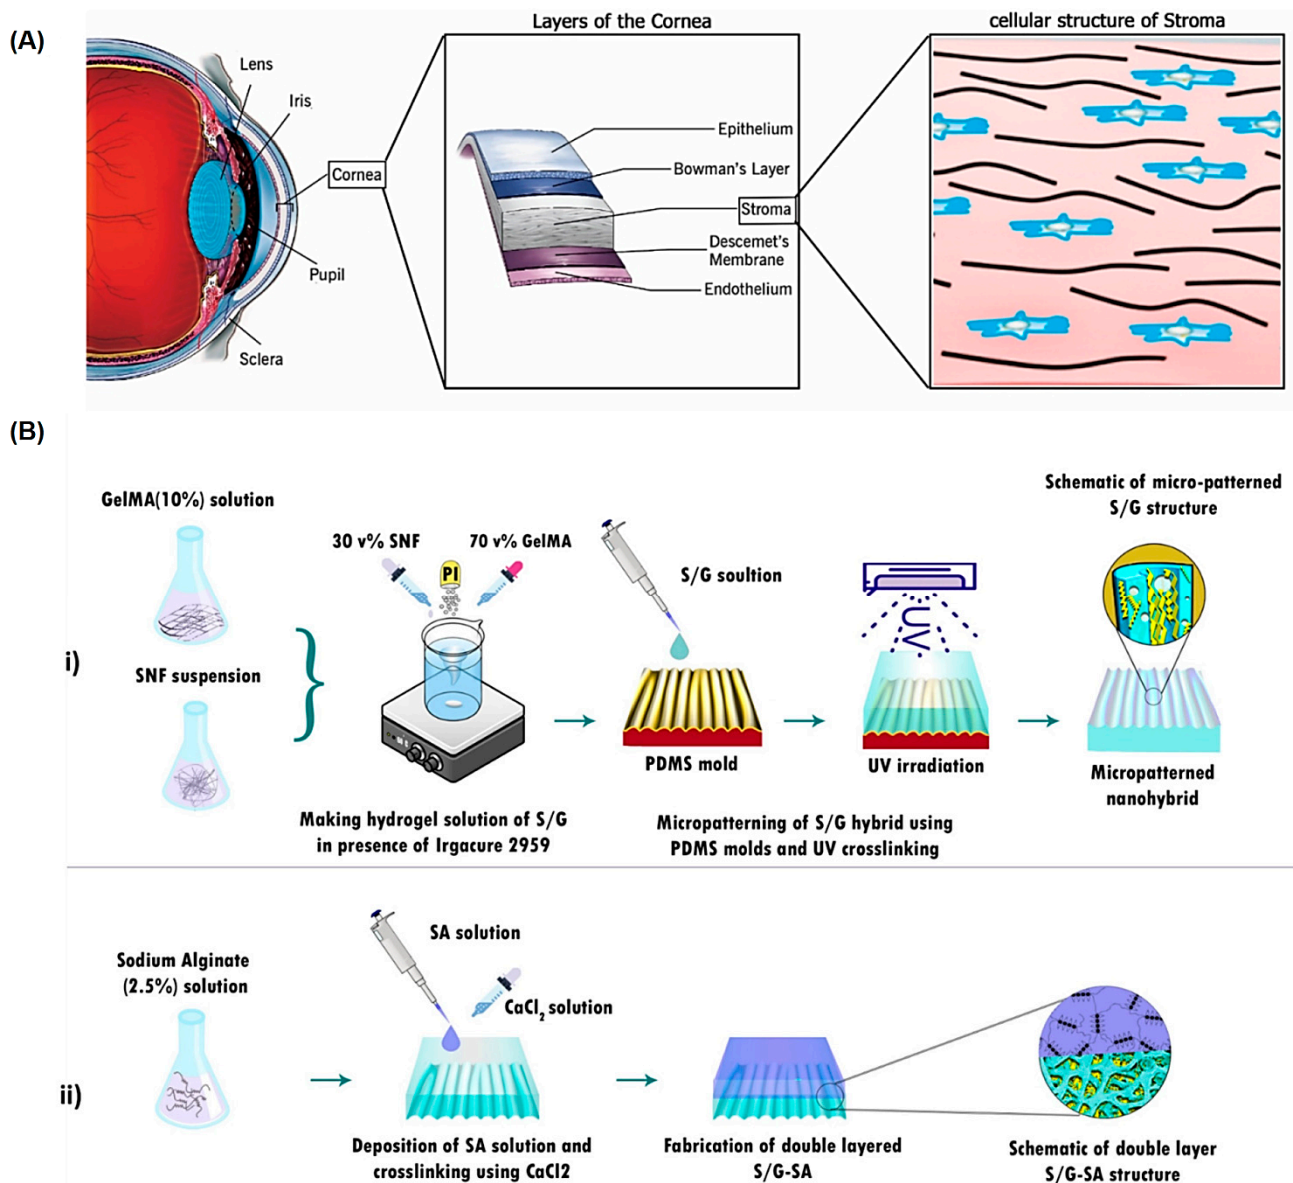 (A)
Layers of the Cornea
cellular structure of Stroma
Lens
Iris
Cornea
Pupil
Sclera
Epithelium
Bowman's Layer
Stroma
Descemet's
Membrane
Endothelium
(B)
i)
GelMA(10%) solution
SNF suspension
30 v% SNF
PI
70 v% GelMA
Making hydrogel solution of S/G
in presence of Irgacure 2959
S/G soultion
PDMS mold
UV
UV irradiation
Micropatterning of S/G hybrid using
PDMS molds and UV crosslinking
Schematic of micro-patterned
S/G structure
Micropatterned
nanohybrid
ii)
Sodium Alginate
(2.5%) solution
SA solution
CaCl2 solution
Deposition of SA solution and
crosslinking using CaCl2
Fabrication of double layered
S/G-SA
Schematic of double layer
S/G-SA structure